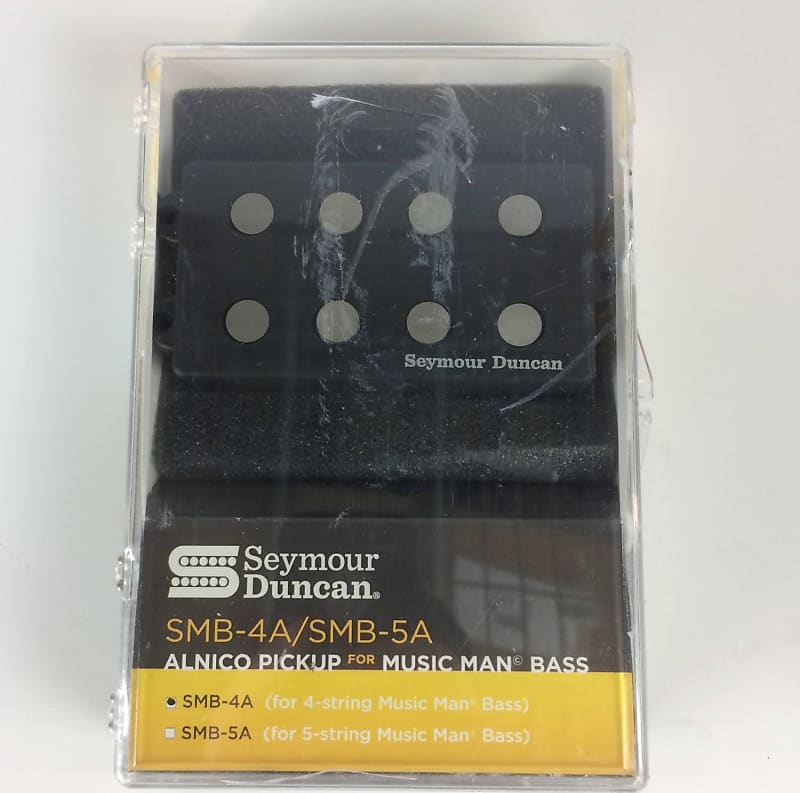 Seymour Duncan
Seymour
Duncan®
SMB-4A/SMB-5A
ALNICO PICKUP FOR MUSIC MAN© BASS
SMB-4A (for 4-string Music Man® Bass)
SMB-5A (for 5-string Music Man® Bass)